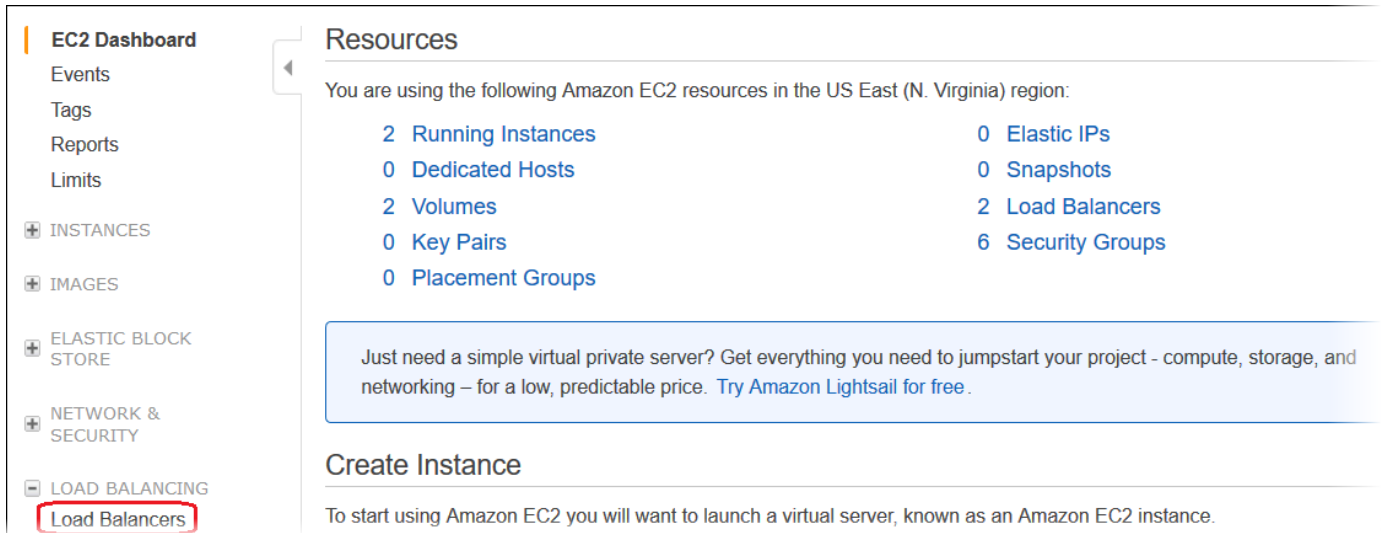 EC2 Dashboard
Events
Tags
Reports
Limits
INSTANCES
IMAGES
ELASTIC BLOCK
STORE
NETWORK &
SECURITY
LOAD BALANCING
Load Balancers
Resources
You are using the following Amazon EC2 resources in the US East (N. Virginia) region:
2 Running Instances
0 Dedicated Hosts
2 Volumes
0 Key Pairs
0 Placement Groups
0 Elastic IPs
0 Snapshots
2 Load Balancers
6 Security Groups
Just need a simple virtual private server? Get everything you need to jumpstart your project - compute, storage, and
networking – for a low, predictable price. Try Amazon Lightsail for free.
Create Instance
To start using Amazon EC2 you will want to launch a virtual server, known as an Amazon EC2 instance.